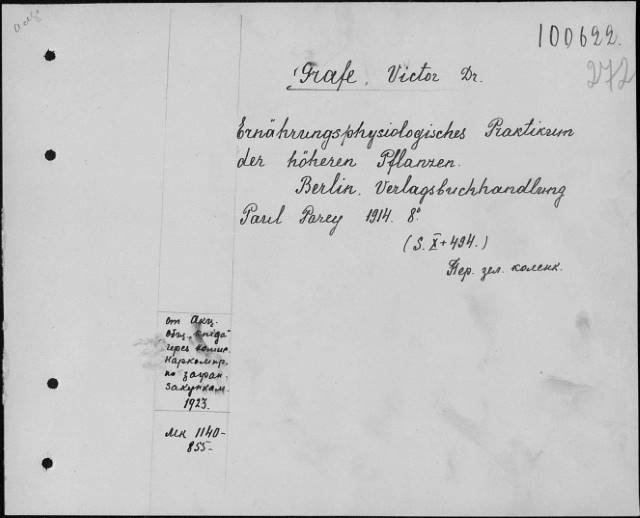 100622.
272
Grafe, Victor Dr.
Ernährungsphysiologisches Praktikum
der höheren Pflanzen.
Berlin. Verlagsbuchhandlung
Paul Parey 1914. 8°
(S. X+494.)
Пер. зел. коленк.
от Акц.
общ. „Книга"
через комис.
Наркомпр.
по загран.
закупкам.
1923.
Мк 1140-
855-